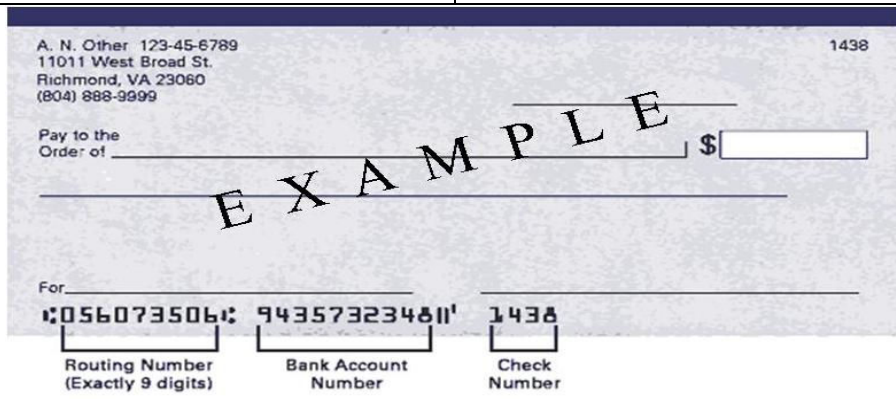 A. N. Other 123-45-6789
1438
11011 West Broad St.
Richmond, VA 23060
(804) 888-9999
EXAMPLE
Pay to the
Order of
$
For
⑆056073506⑆ 9435732348⑈ 1438
Routing Number
(Exactly 9 digits)
Bank Account
Number
Check
Number